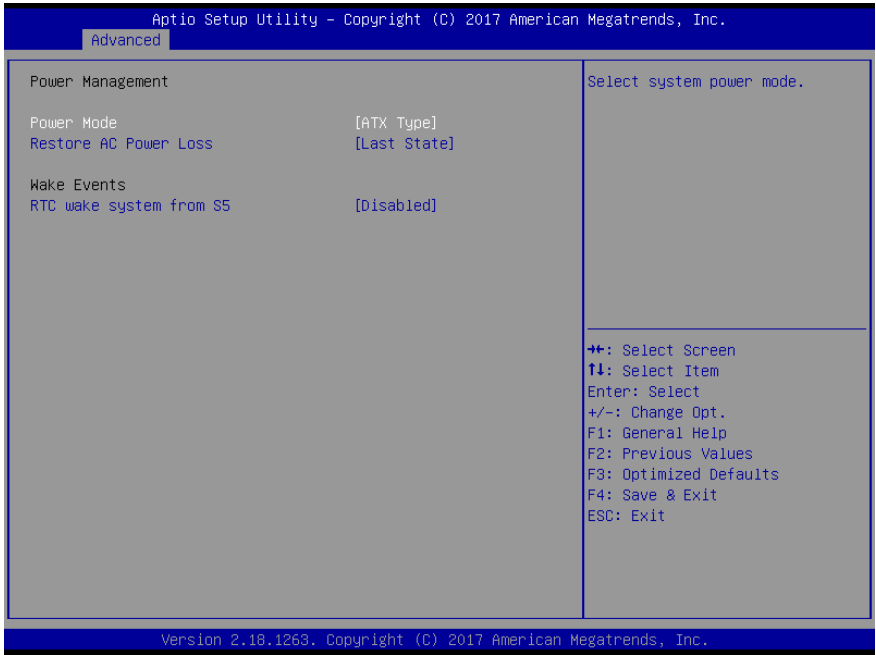 Aptio Setup Utility – Copyright (C) 2017 American Megatrends, Inc.
Advanced
Power Management
Power Mode [ATX Type]
Restore AC Power Loss [Last State]
Wake Events
RTC wake system from S5 [Disabled]
Select system power mode.
→←: Select Screen
↑↓: Select Item
Enter: Select
+/-: Change Opt.
F1: General Help
F2: Previous Values
F3: Optimized Defaults
F4: Save & Exit
ESC: Exit
Version 2.18.1263. Copyright (C) 2017 American Megatrends, Inc.